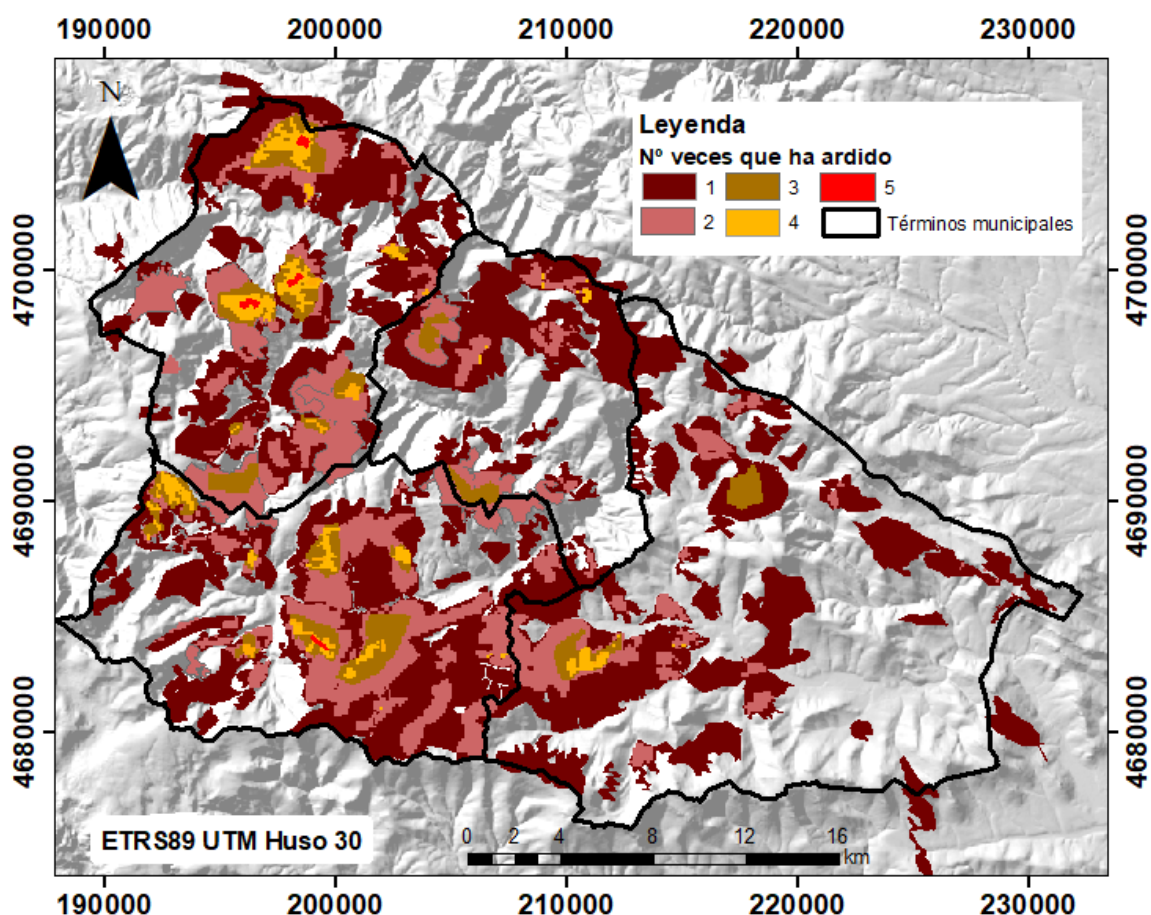 190000 200000 210000 220000 230000
N
Leyenda
Nº veces que ha ardido
1 3 5
2 4 Términos municipales
4700000 4700000
4690000 4690000
4680000 4680000
ETRS89 UTM Huso 30
0 2 4 8 12 16
km
190000 200000 210000 220000 230000